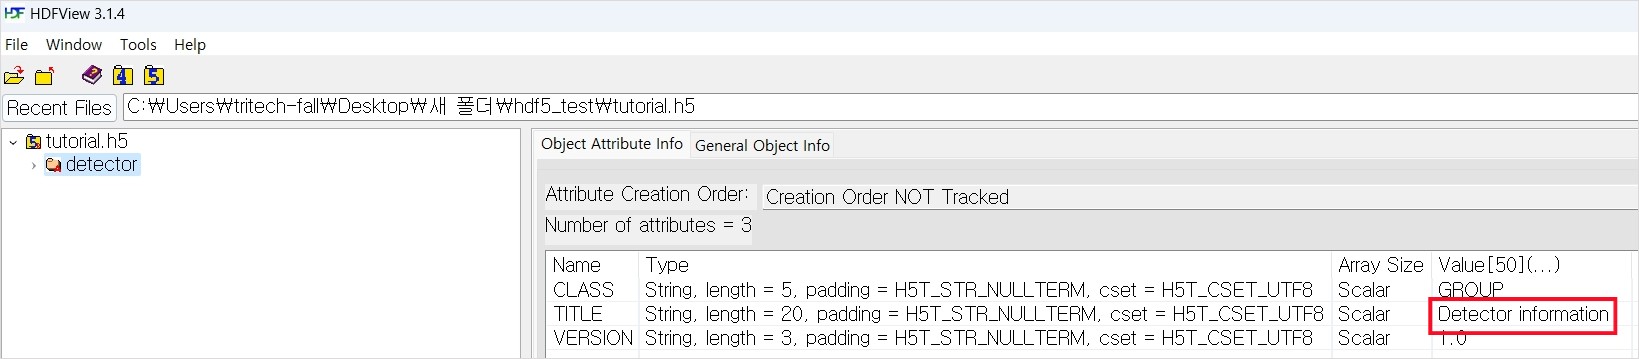 HDFView 3.1.4
File Window Tools Help
4 5
Recent Files C:₩Users₩tritech-fall₩Desktop₩새 폴더₩hdf5_test₩tutorial.h5
5 tutorial.h5
detector
Object Attribute Info General Object Info
Attribute Creation Order: Creation Order NOT Tracked
Number of attributes = 3
Name Type Array Size Value[50](...)
CLASS String, length = 5, padding = H5T_STR_NULLTERM, cset = H5T_CSET_UTF8 Scalar GROUP
TITLE String, length = 20, padding = H5T_STR_NULLTERM, cset = H5T_CSET_UTF8 Scalar Detector information
VERSION String, length = 3, padding = H5T_STR_NULLTERM, cset = H5T_CSET_UTF8 Scalar 1.0